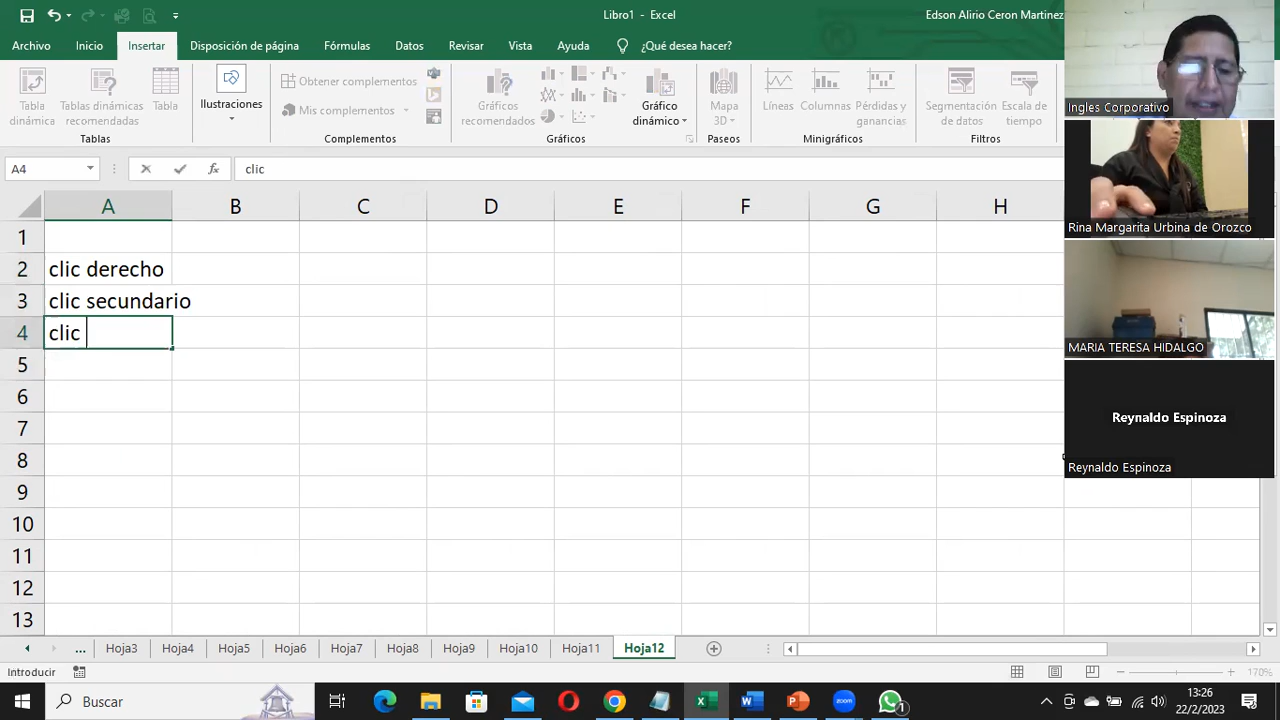 Libro1 - Excel
Edson Alirio Ceron Martinez
Archivo Inicio Insertar Disposición de página Fórmulas Datos Revisar Vista Ayuda ¿Qué desea hacer?
Tabla dinámica
Tablas dinámicas recomendadas
Tabla
Ilustraciones
Obtener complementos
Mis complementos
Gráficos recomendados
Gráfico dinámico
Mapa 3D
Líneas
Columnas
Pérdidas y ganancias
Segmentación de datos
Escala de tiempo
Tablas Complementos Gráficos Paseos Minigráficos Filtros
Ingles Corporativo
A4 fx clic
A B C D E F G H
1
2 clic derecho
3 clic secundario
4 clic
5
6
7
8
9
10
11
12
13
Rina Margarita Urbina de Orozco
MARIA TERESA HIDALGO
Reynaldo Espinoza
Reynaldo Espinoza
... Hoja3 Hoja4 Hoja5 Hoja6 Hoja7 Hoja8 Hoja9 Hoja10 Hoja11 Hoja12
Introducir
170%
Buscar
1
13:26
22/2/2023